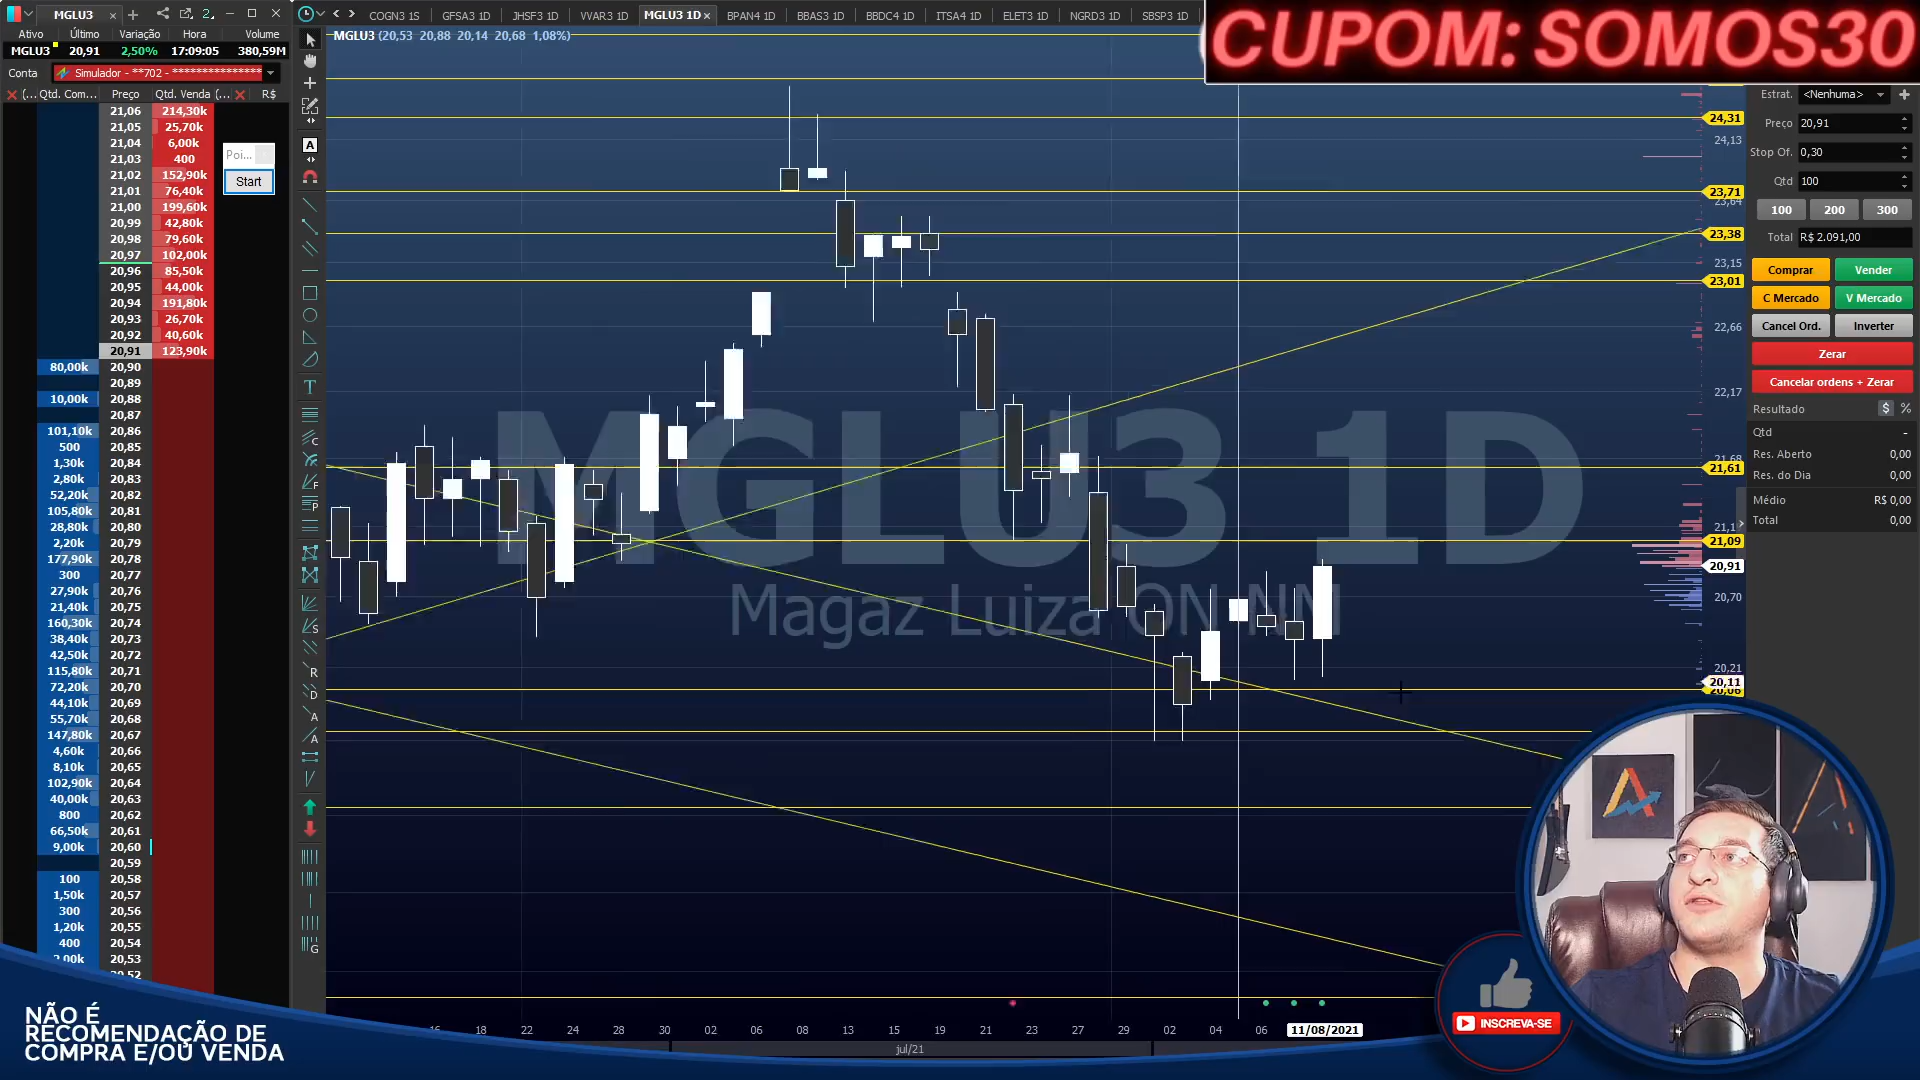 MGLU3
2
COGN3 1S
GFSA3 1D
JHSF3 1D
VVAR3 1D
MGLU3 1D
BPAN4 1D
BBAS3 1D
BBDC4 1D
ITSA4 1D
ELET3 1D
NGRD3 1D
SBSP3 1D
CUPOM: SOMOS30
Ativo Último Variação Hora Volume
MGLU3 20,91 2,50% 17:09:05 380,59M
Conta Simulador - **702 - ***************
MGLU3 (20,53 20,88 20,14 20,68 1,08%)
(... Qtd. Com... Preço Qtd. Venda (... R$
21,06 214,30k
21,05 25,70k
21,04 6,00k
21,03 400
21,02 152,90k
21,01 76,40k
21,00 199,60k
20,99 42,80k
20,98 79,60k
20,97 102,00k
20,96 85,50k
20,95 44,00k
20,94 191,80k
20,93 26,70k
20,92 40,60k
20,91 123,90k
80,00k 20,90
20,89
10,00k 20,88
20,87
101,10k 20,86
500 20,85
1,30k 20,84
2,80k 20,83
52,20k 20,82
105,80k 20,81
28,80k 20,80
2,20k 20,79
177,90k 20,78
300 20,77
27,90k 20,76
21,40k 20,75
160,30k 20,74
38,40k 20,73
42,50k 20,72
115,80k 20,71
72,20k 20,70
44,10k 20,69
55,70k 20,68
147,80k 20,67
4,60k 20,66
8,10k 20,65
102,90k 20,64
40,00k 20,63
800 20,62
66,50k 20,61
9,00k 20,60
20,59
100 20,58
1,50k 20,57
300 20,56
1,20k 20,55
400 20,54
2,00k 20,53
20,52
Poi...
Start
A
T
C
F
P
S
R
D
A
A
G
MGLU3 1D
Magaz Luiza ON NM
24,31
24,13
23,71
23,64
23,38
23,15
23,01
22,66
22,17
21,68
21,61
21,09
20,91
20,70
20,21
20,11
20,06
Estrat. <Nenhuma>
Preço 20,91
Stop Of. 0,30
Qtd 100
100 200 300
Total R$ 2.091,00
Comprar Vender
C Mercado V Mercado
Cancel Ord. Inverter
Zerar
Cancelar ordens + Zerar
Resultado $ %
Qtd -
Res. Aberto 0,00
Res. do Dia 0,00
Médio R$ 0,00
Total 0,00
16 18 22 24 28 30 02 06 08 13 15 19 21 23 27 29 02 04 06 11/08/2021
jul/21
NÃO É
RECOMENDAÇÃO DE
COMPRA E/OU VENDA
INSCREVA-SE